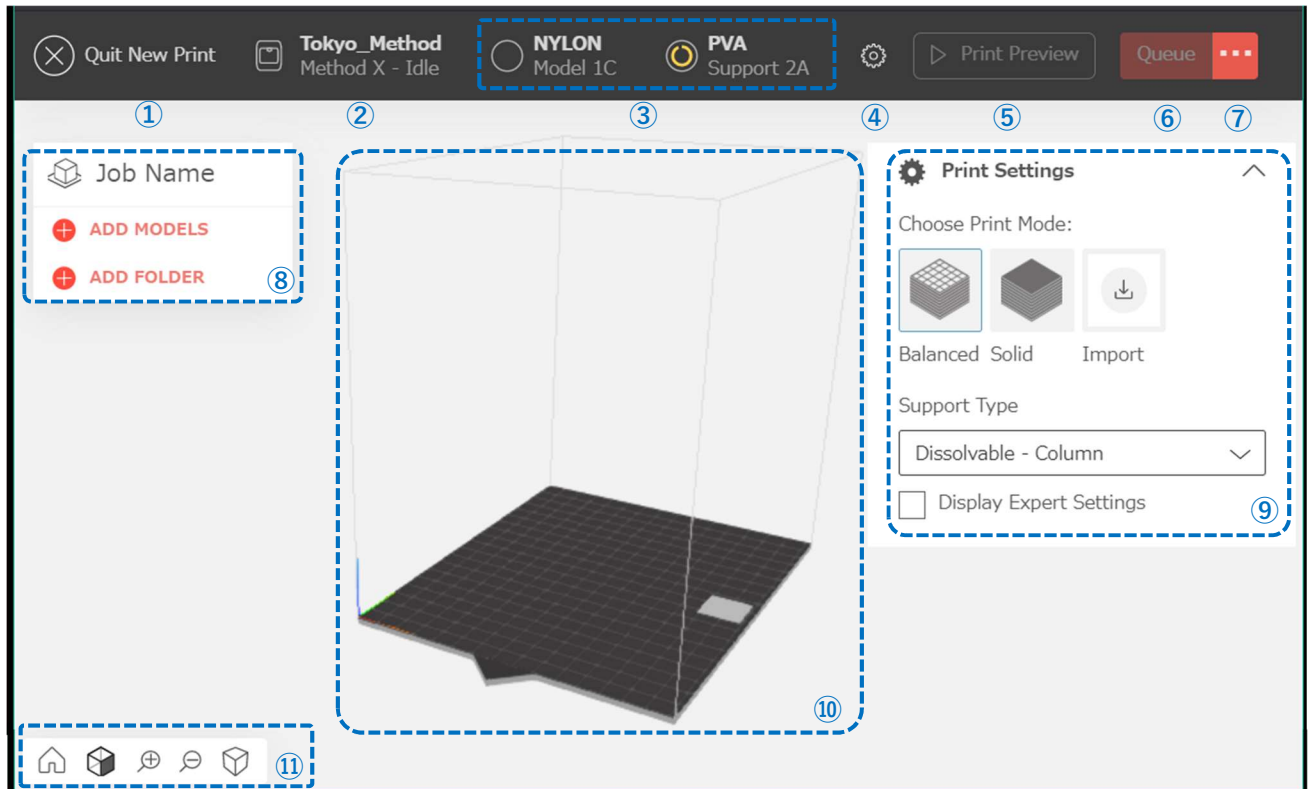 Quit New Print
Tokyo_Method
Method X - Idle
NYLON
Model 1C
PVA
Support 2A
Print Preview
Queue
①
②
③
④
⑤
⑥
⑦
Job Name
ADD MODELS
ADD FOLDER
⑧
Print Settings
Choose Print Mode:
Balanced
Solid
Import
Support Type
Dissolvable - Column
Display Expert Settings
⑨
⑩
⑪